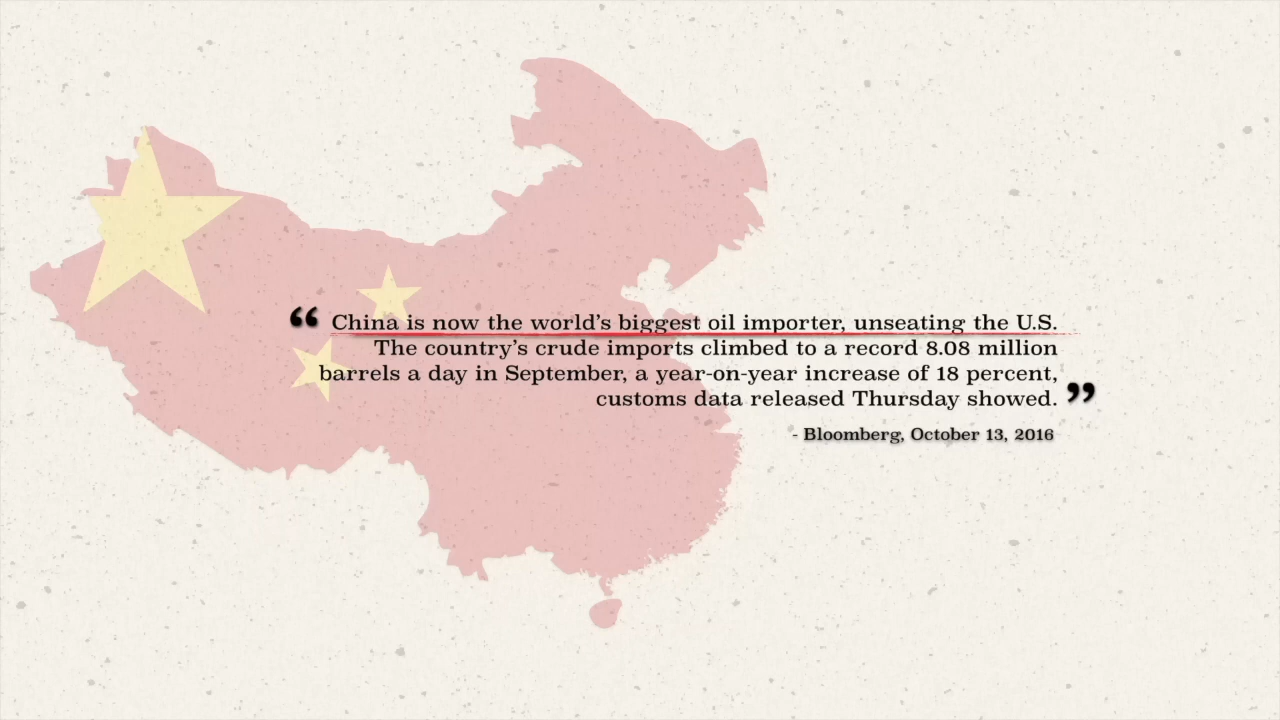 “ China is now the world’s biggest oil importer, unseating the U.S.
The country’s crude imports climbed to a record 8.08 million
barrels a day in September, a year-on-year increase of 18 percent,
customs data released Thursday showed. ”
- Bloomberg, October 13, 2016